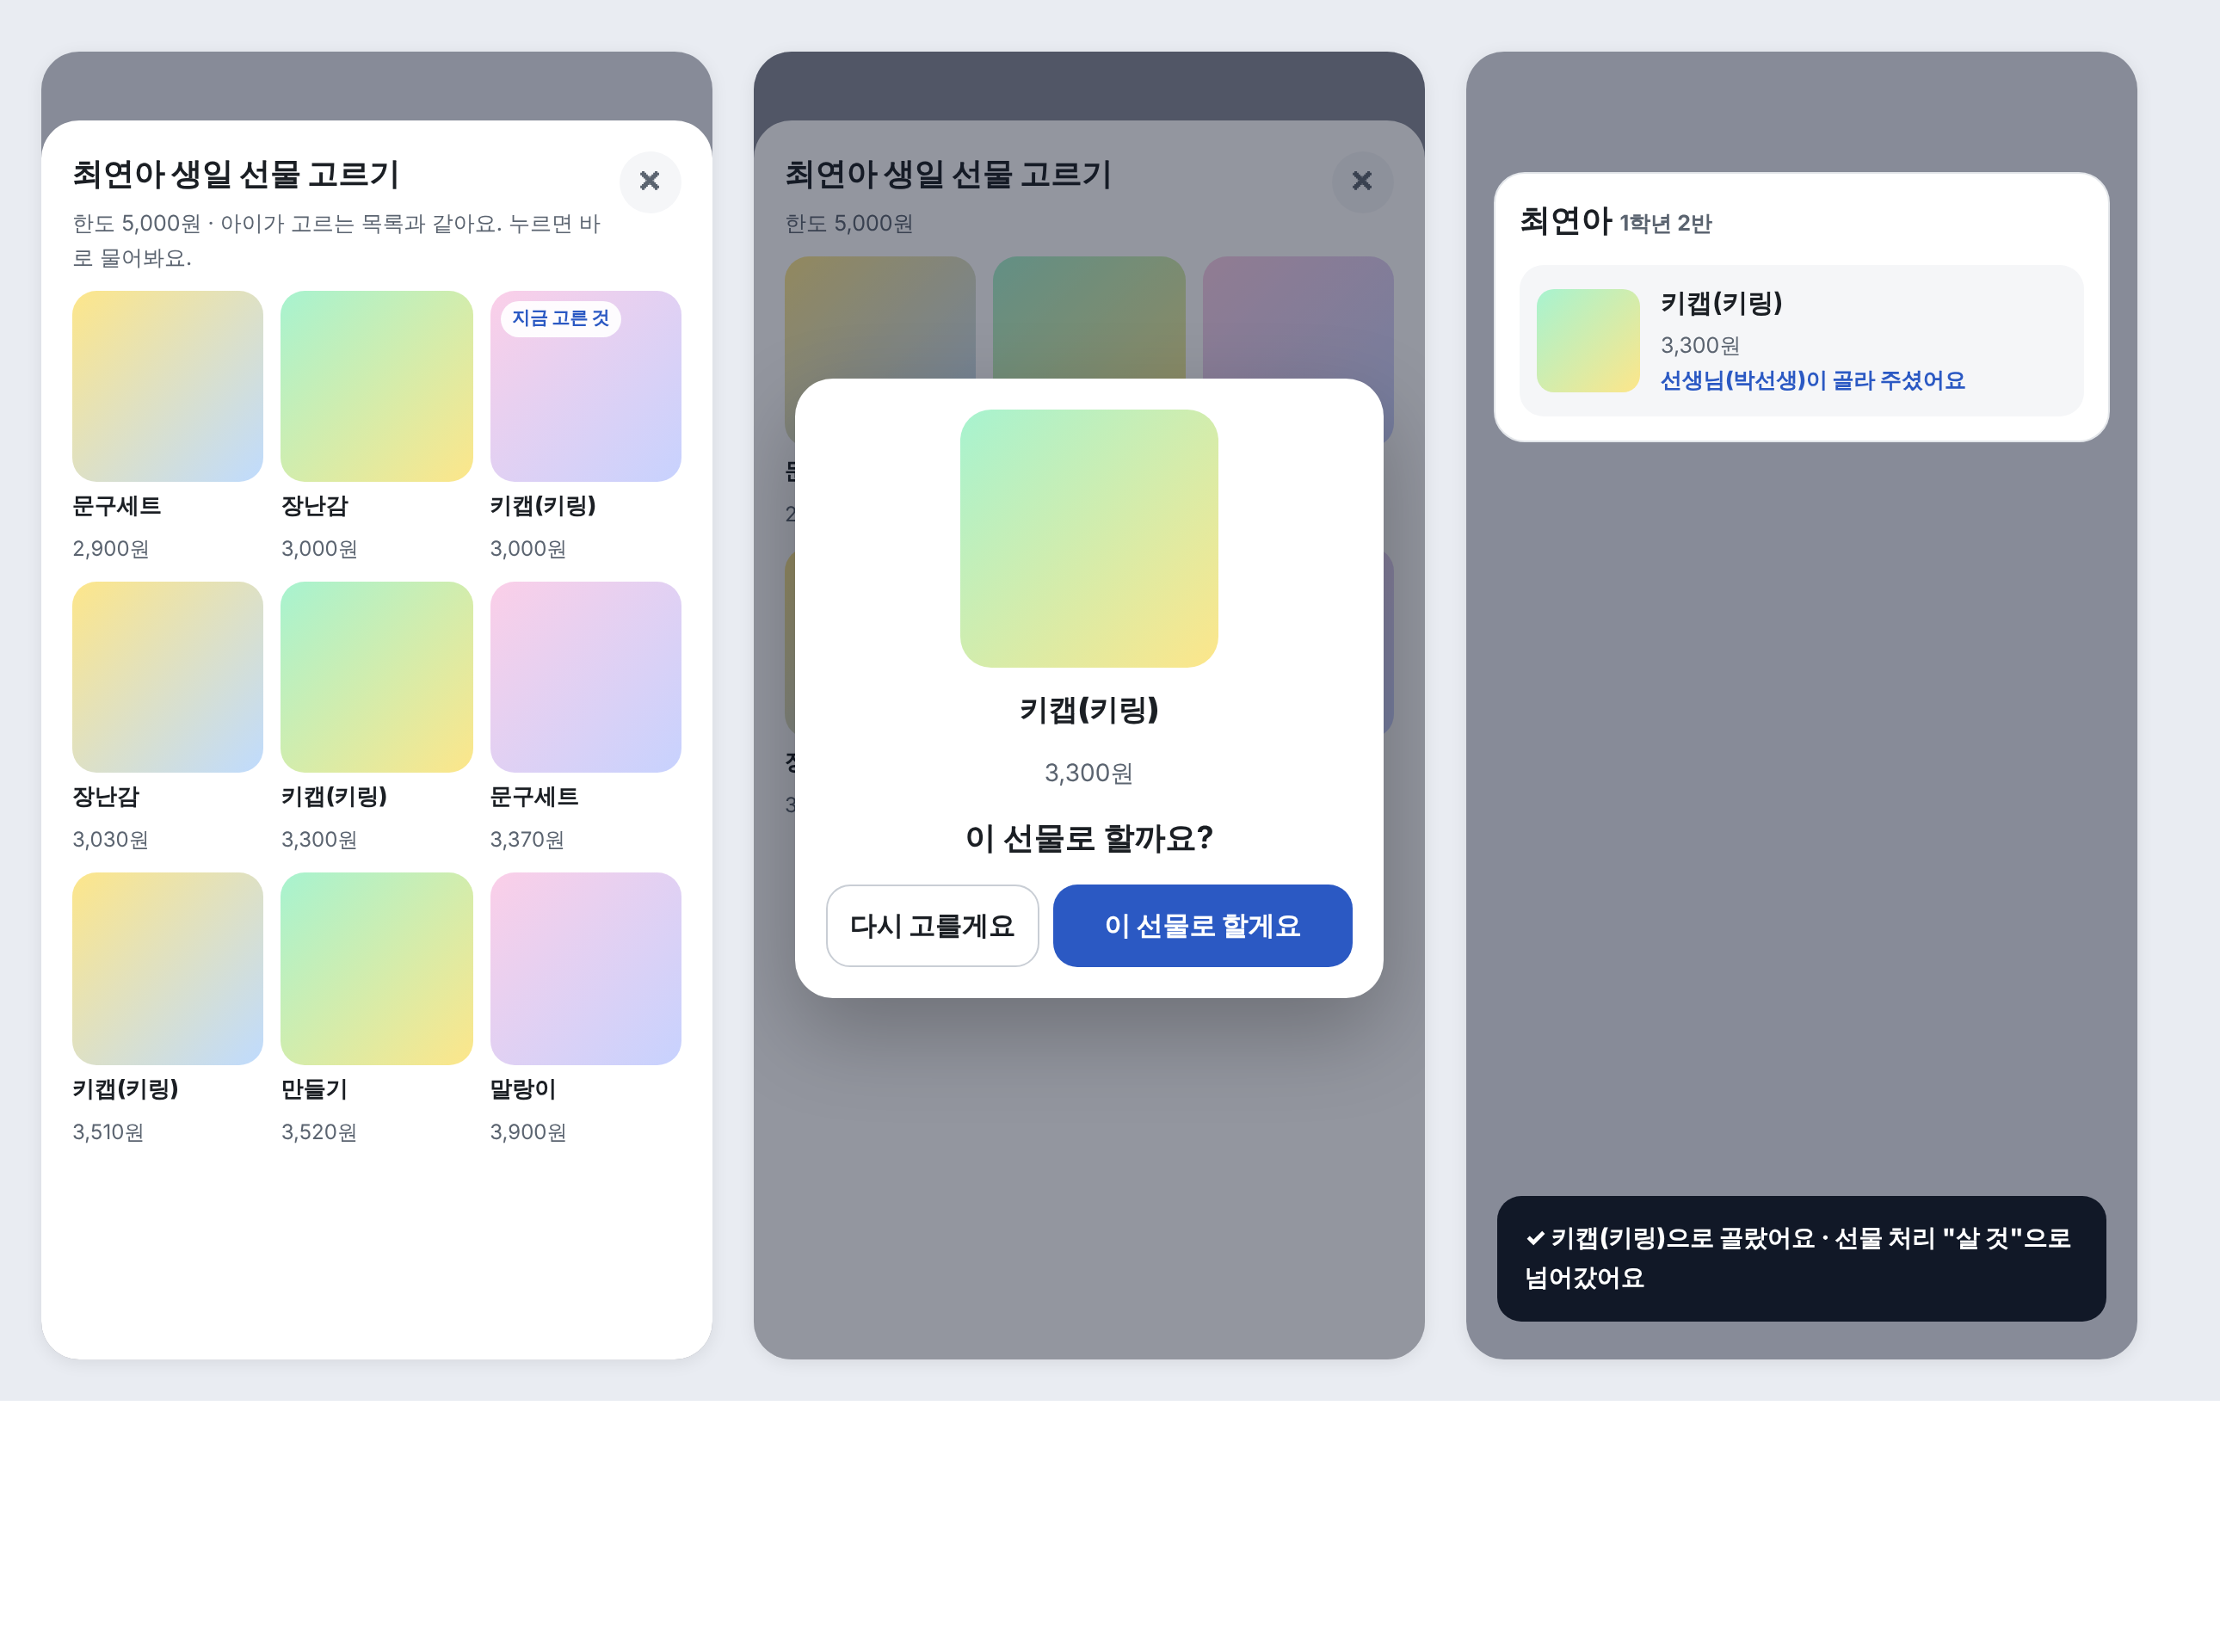 최연아 생일 선물 고르기
한도 5,000원 · 아이가 고르는 목록과 같아요. 누르면 바
로 물어봐요.
지금 고른 것
문구세트
장난감
키캡(키링)
2,900원
3,000원
3,000원
장난감
키캡(키링)
문구세트
3,030원
3,300원
3,370원
키캡(키링)
만들기
말랑이
3,510원
3,520원
3,900원
최연아 생일 선물 고르기
한도 5,000원
키캡(키링)
3,300원
이 선물로 할까요?
다시 고를게요
이 선물로 할게요
최연아 1학년 2반
키캡(키링)
3,300원
선생님(박선생)이 골라 주셨어요
✓ 키캡(키링)으로 골랐어요 · 선물 처리 "살 것"으로
넘어갔어요